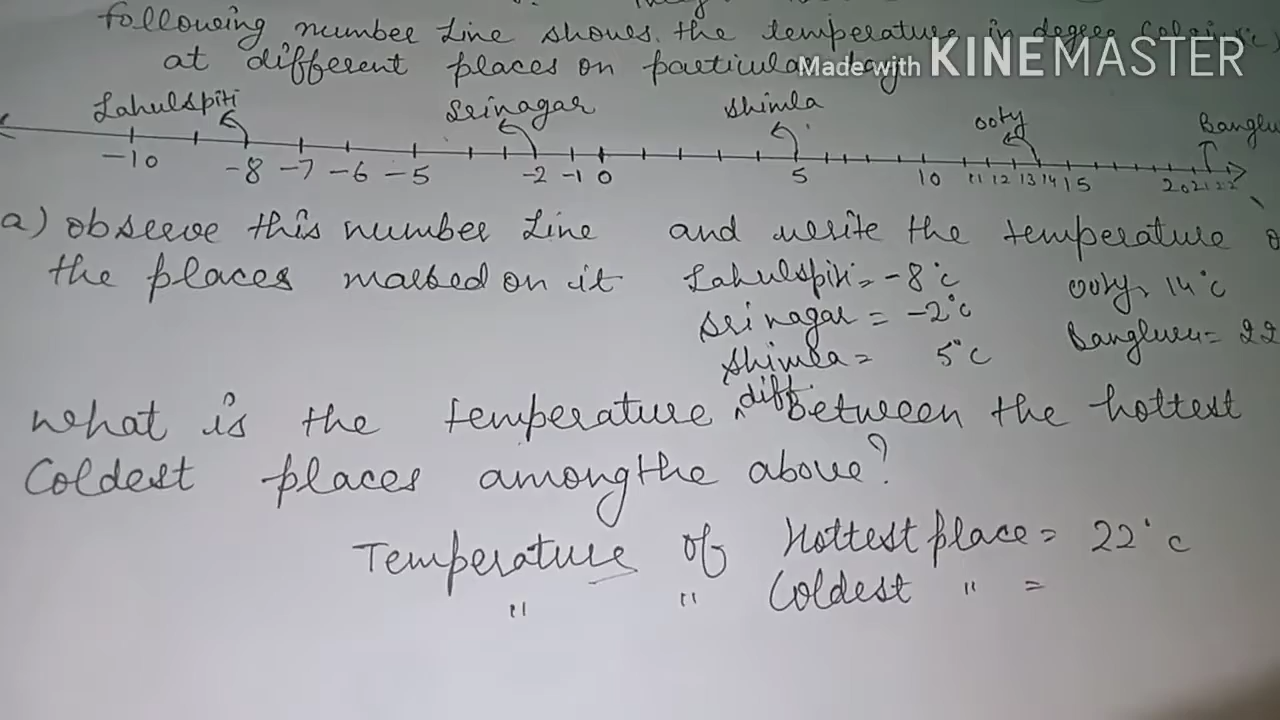 Following number Line shows the temperature in degree
at different places on particular day
Made with KINEMASTER
Lahulspiti Srinagar Shimla Ooty Banglu
-10 -8 -7 -6 -5 -2 -1 0 5 10 11 12 13 14 15 20 21 22
a) observe this number Line and write the temperature
the places marked on it Lahulspiti = -8°C Ooty, 14°C
Srinagar = -2°C Bangluru = 22
Shimla = 5°C
What is the temperature diff. between the hottest
Coldest places among the above?
Temperature of Hottest place = 22°C
" " Coldest " =